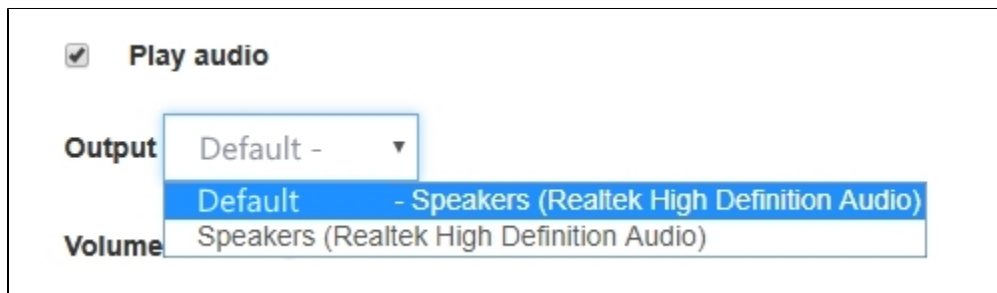 Play audio
Output Default -
Default - Speakers (Realtek High Definition Audio)
Speakers (Realtek High Definition Audio)
Volume